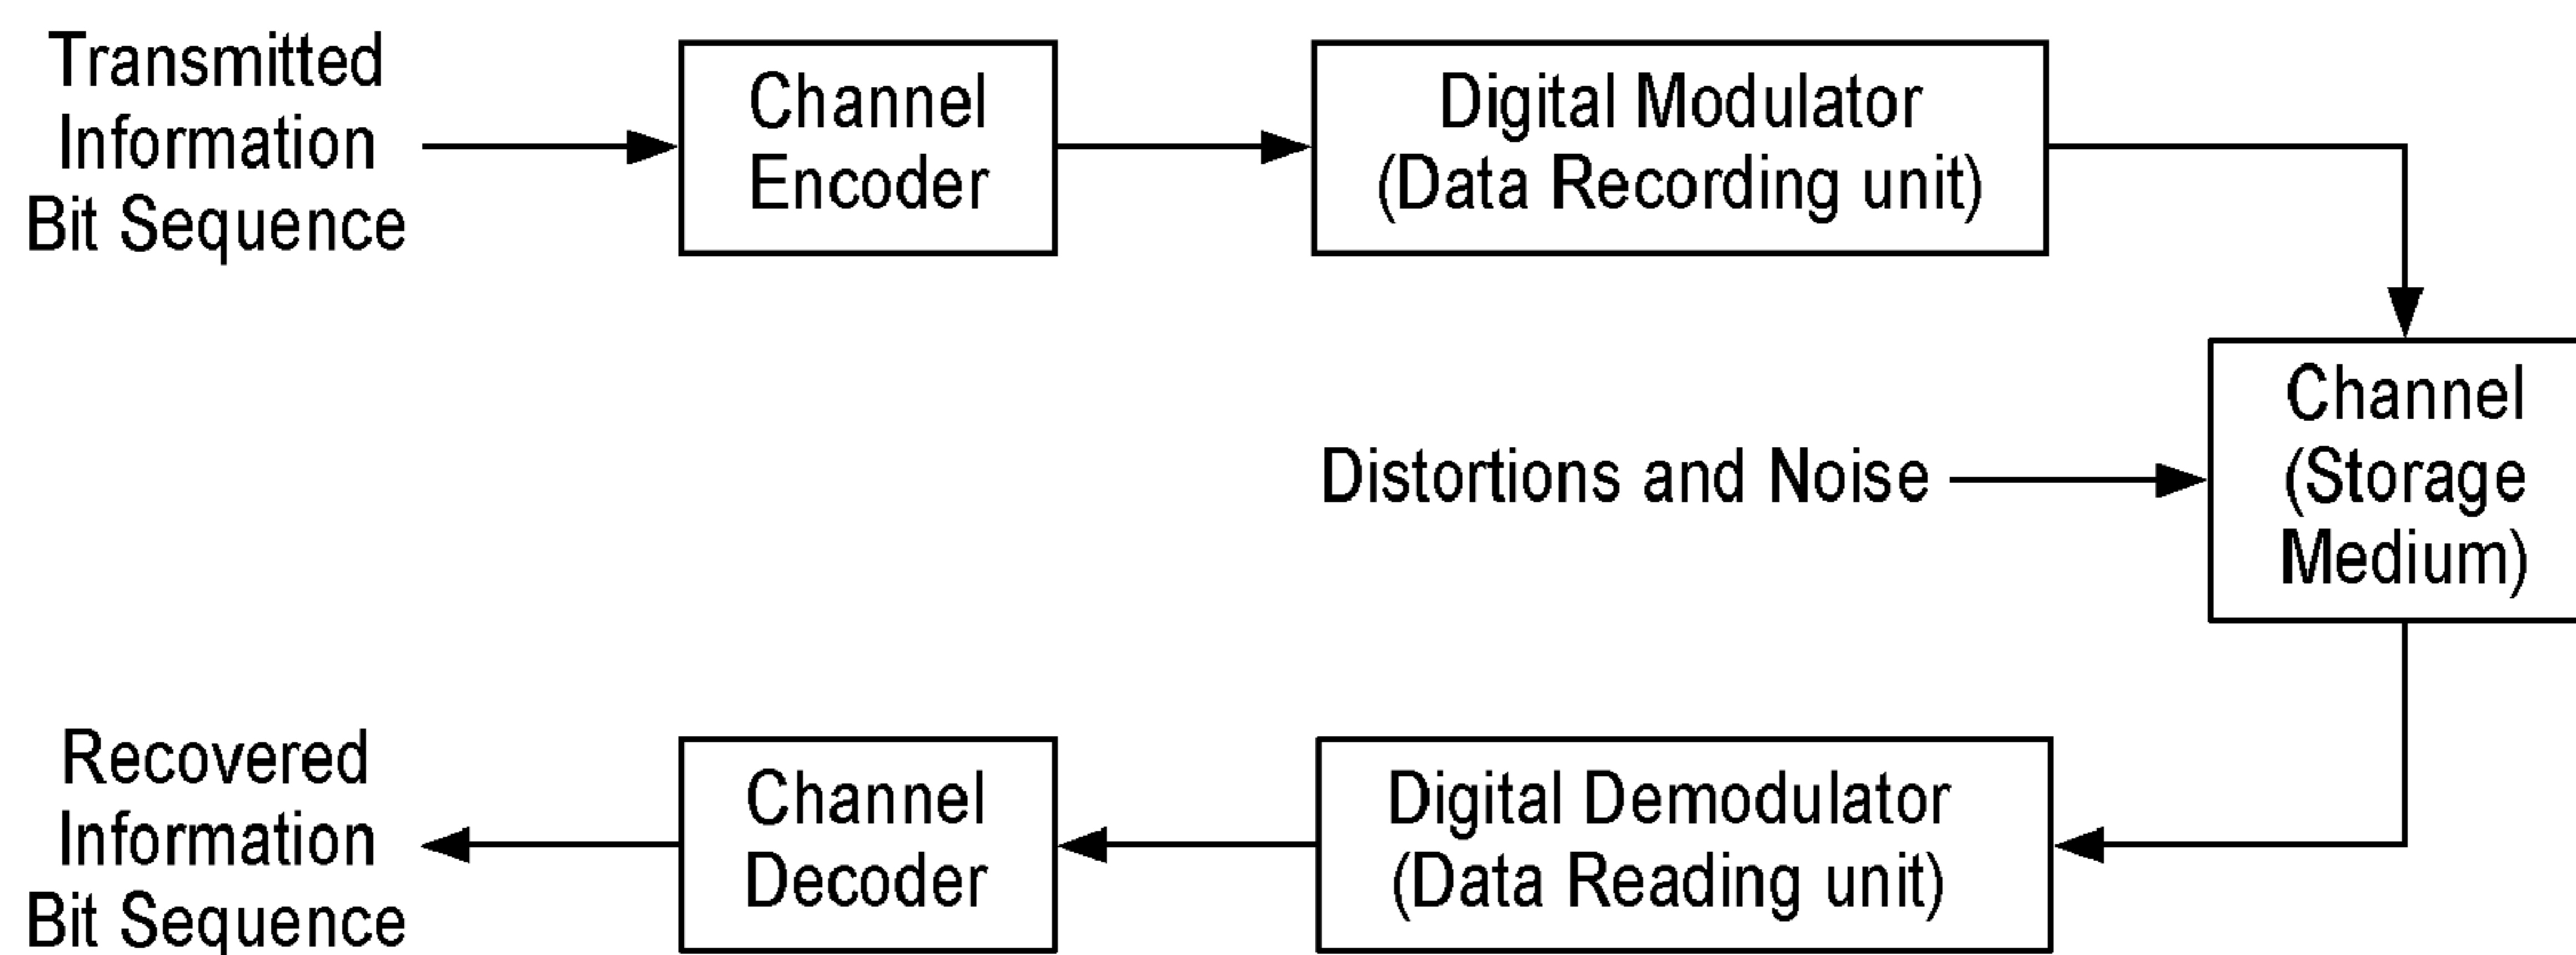 Transmitted
Information
Bit Sequence
Channel
Encoder
Digital Modulator
(Data Recording unit)
Distortions and Noise
Channel
(Storage
Medium)
Recovered
Information
Bit Sequence
Channel
Decoder
Digital Demodulator
(Data Reading unit)